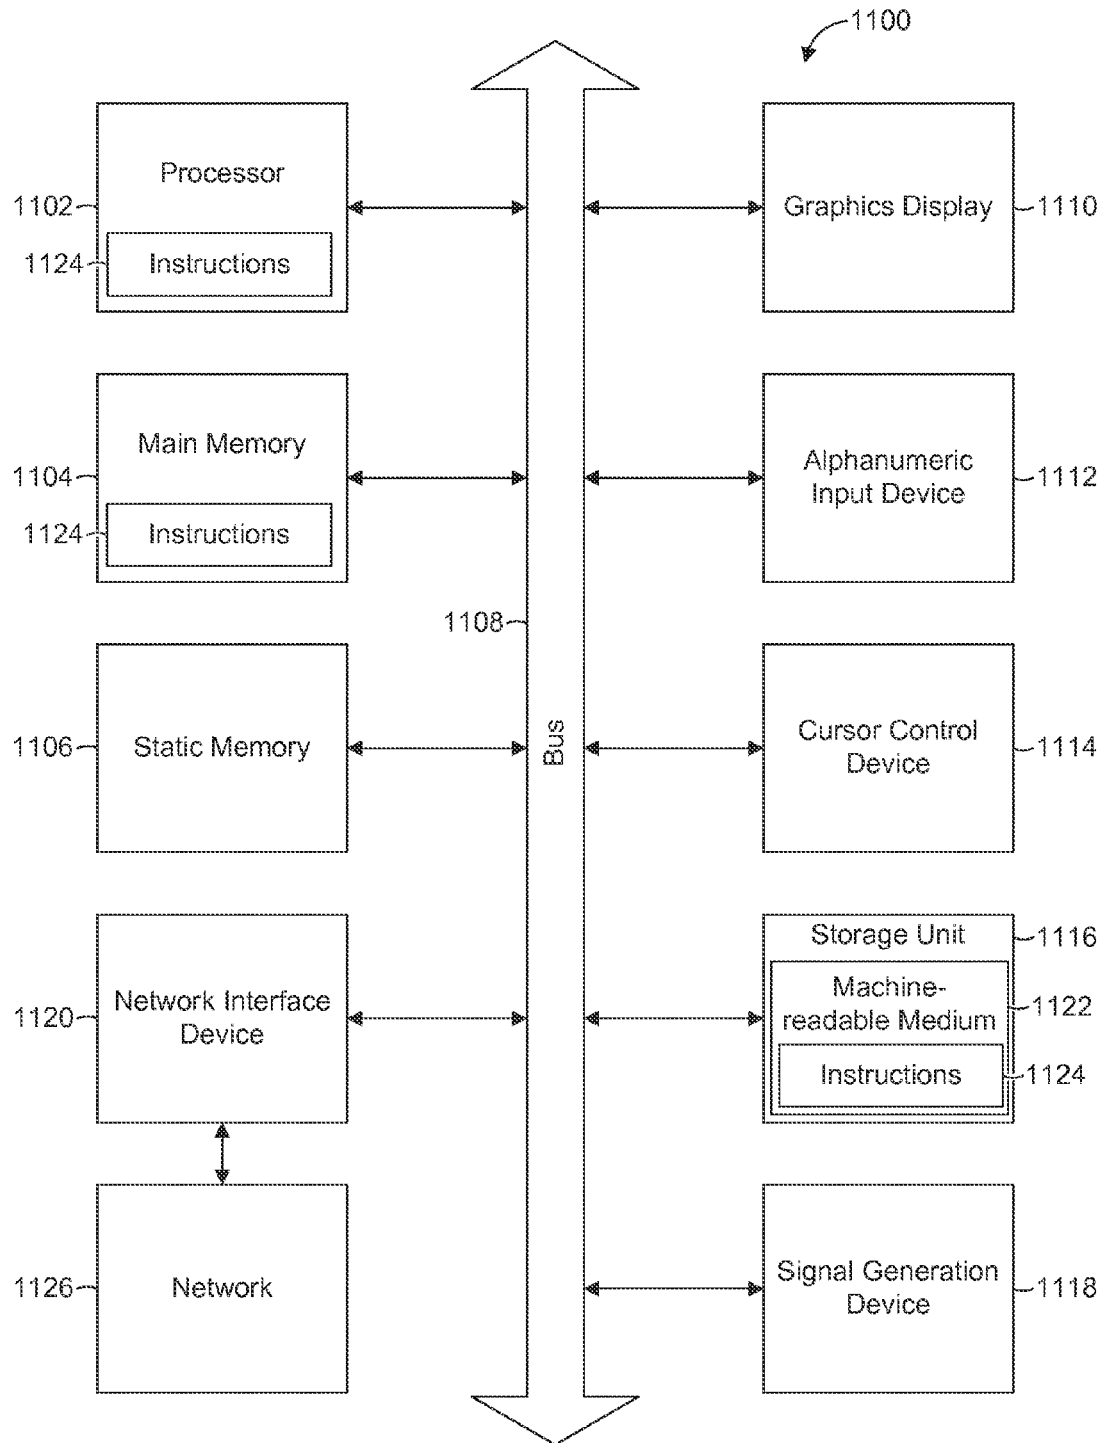 1100
Processor
1102
1124
Instructions
Graphics Display
1110
Main Memory
1104
1124
Instructions
Alphanumeric
Input Device
1112
1108
Bus
Static Memory
1106
Cursor Control
Device
1114
Network Interface
Device
1120
Storage Unit
1116
Machine-
readable Medium
1122
Instructions
1124
Network
1126
Signal Generation
Device
1118